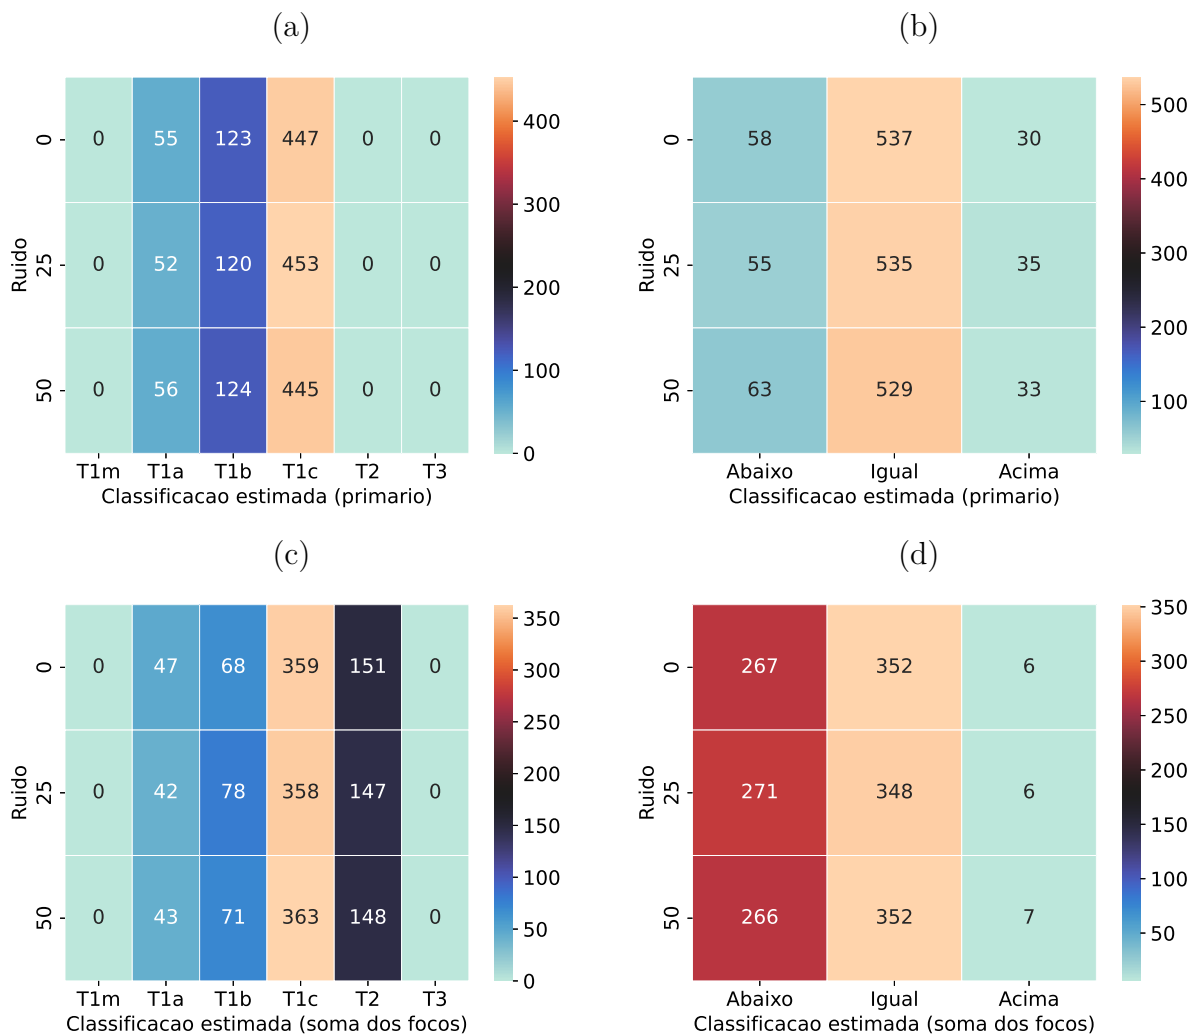 (a)
0 55 123 447 0 0
0 52 120 453 0 0
0 56 124 445 0 0
0
25
50
Ruido
T1m T1a T1b T1c T2 T3
Classificacao estimada (primario)
400
300
200
100
0
(b)
58 537 30
55 535 35
63 529 33
0
25
50
Ruido
Abaixo Igual Acima
Classificacao estimada (primario)
500
400
300
200
100
(c)
0 47 68 359 151 0
0 42 78 358 147 0
0 43 71 363 148 0
0
25
50
Ruido
T1m T1a T1b T1c T2 T3
Classificacao estimada (soma dos focos)
350
300
250
200
150
100
50
0
(d)
267 352 6
271 348 6
266 352 7
0
25
50
Ruido
Abaixo Igual Acima
Classificacao estimada (soma dos focos)
350
300
250
200
150
100
50